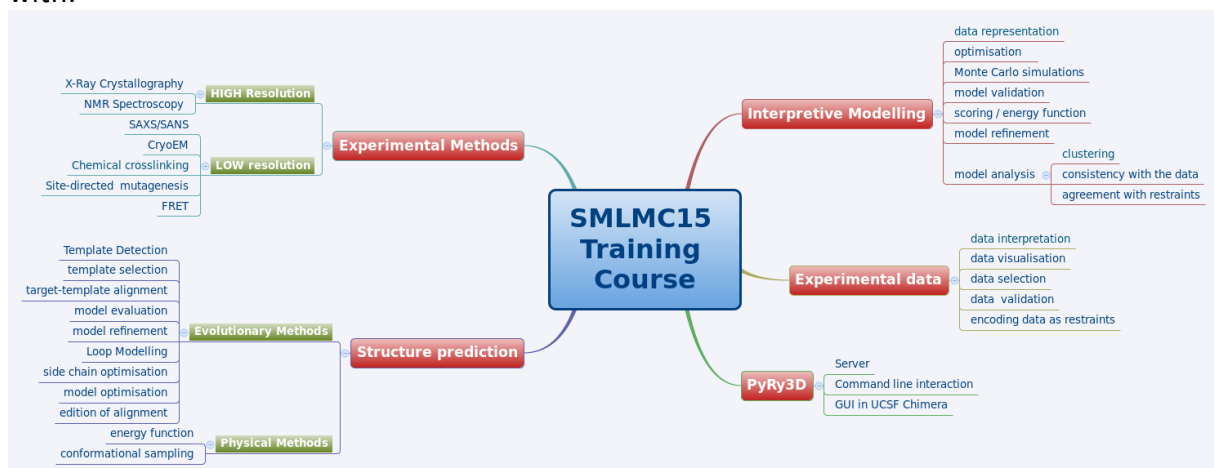 SMLMC15
Training
Course
Experimental Methods
HIGH Resolution
X-Ray Crystallography
NMR Spectroscopy
LOW resolution
SAXS/SANS
CryoEM
Chemical crosslinking
Site-directed  mutagenesis
FRET
Structure prediction
Evolutionary Methods
Template Detection
template selection
target-template alignment
model evaluation
model refinement
Loop Modelling
side chain optimisation
model optimisation
edition of alignment
Physical Methods
energy function
conformational sampling
Interpretive Modelling
data representation
optimisation
Monte Carlo simulations
model validation
scoring / energy function
model refinement
model analysis
clustering
consistency with the data
agreement with restraints
Experimental data
data interpretation
data visualisation
data selection
data  validation
encoding data as restraints
PyRy3D
Server
Command line interaction
GUI in UCSF Chimera